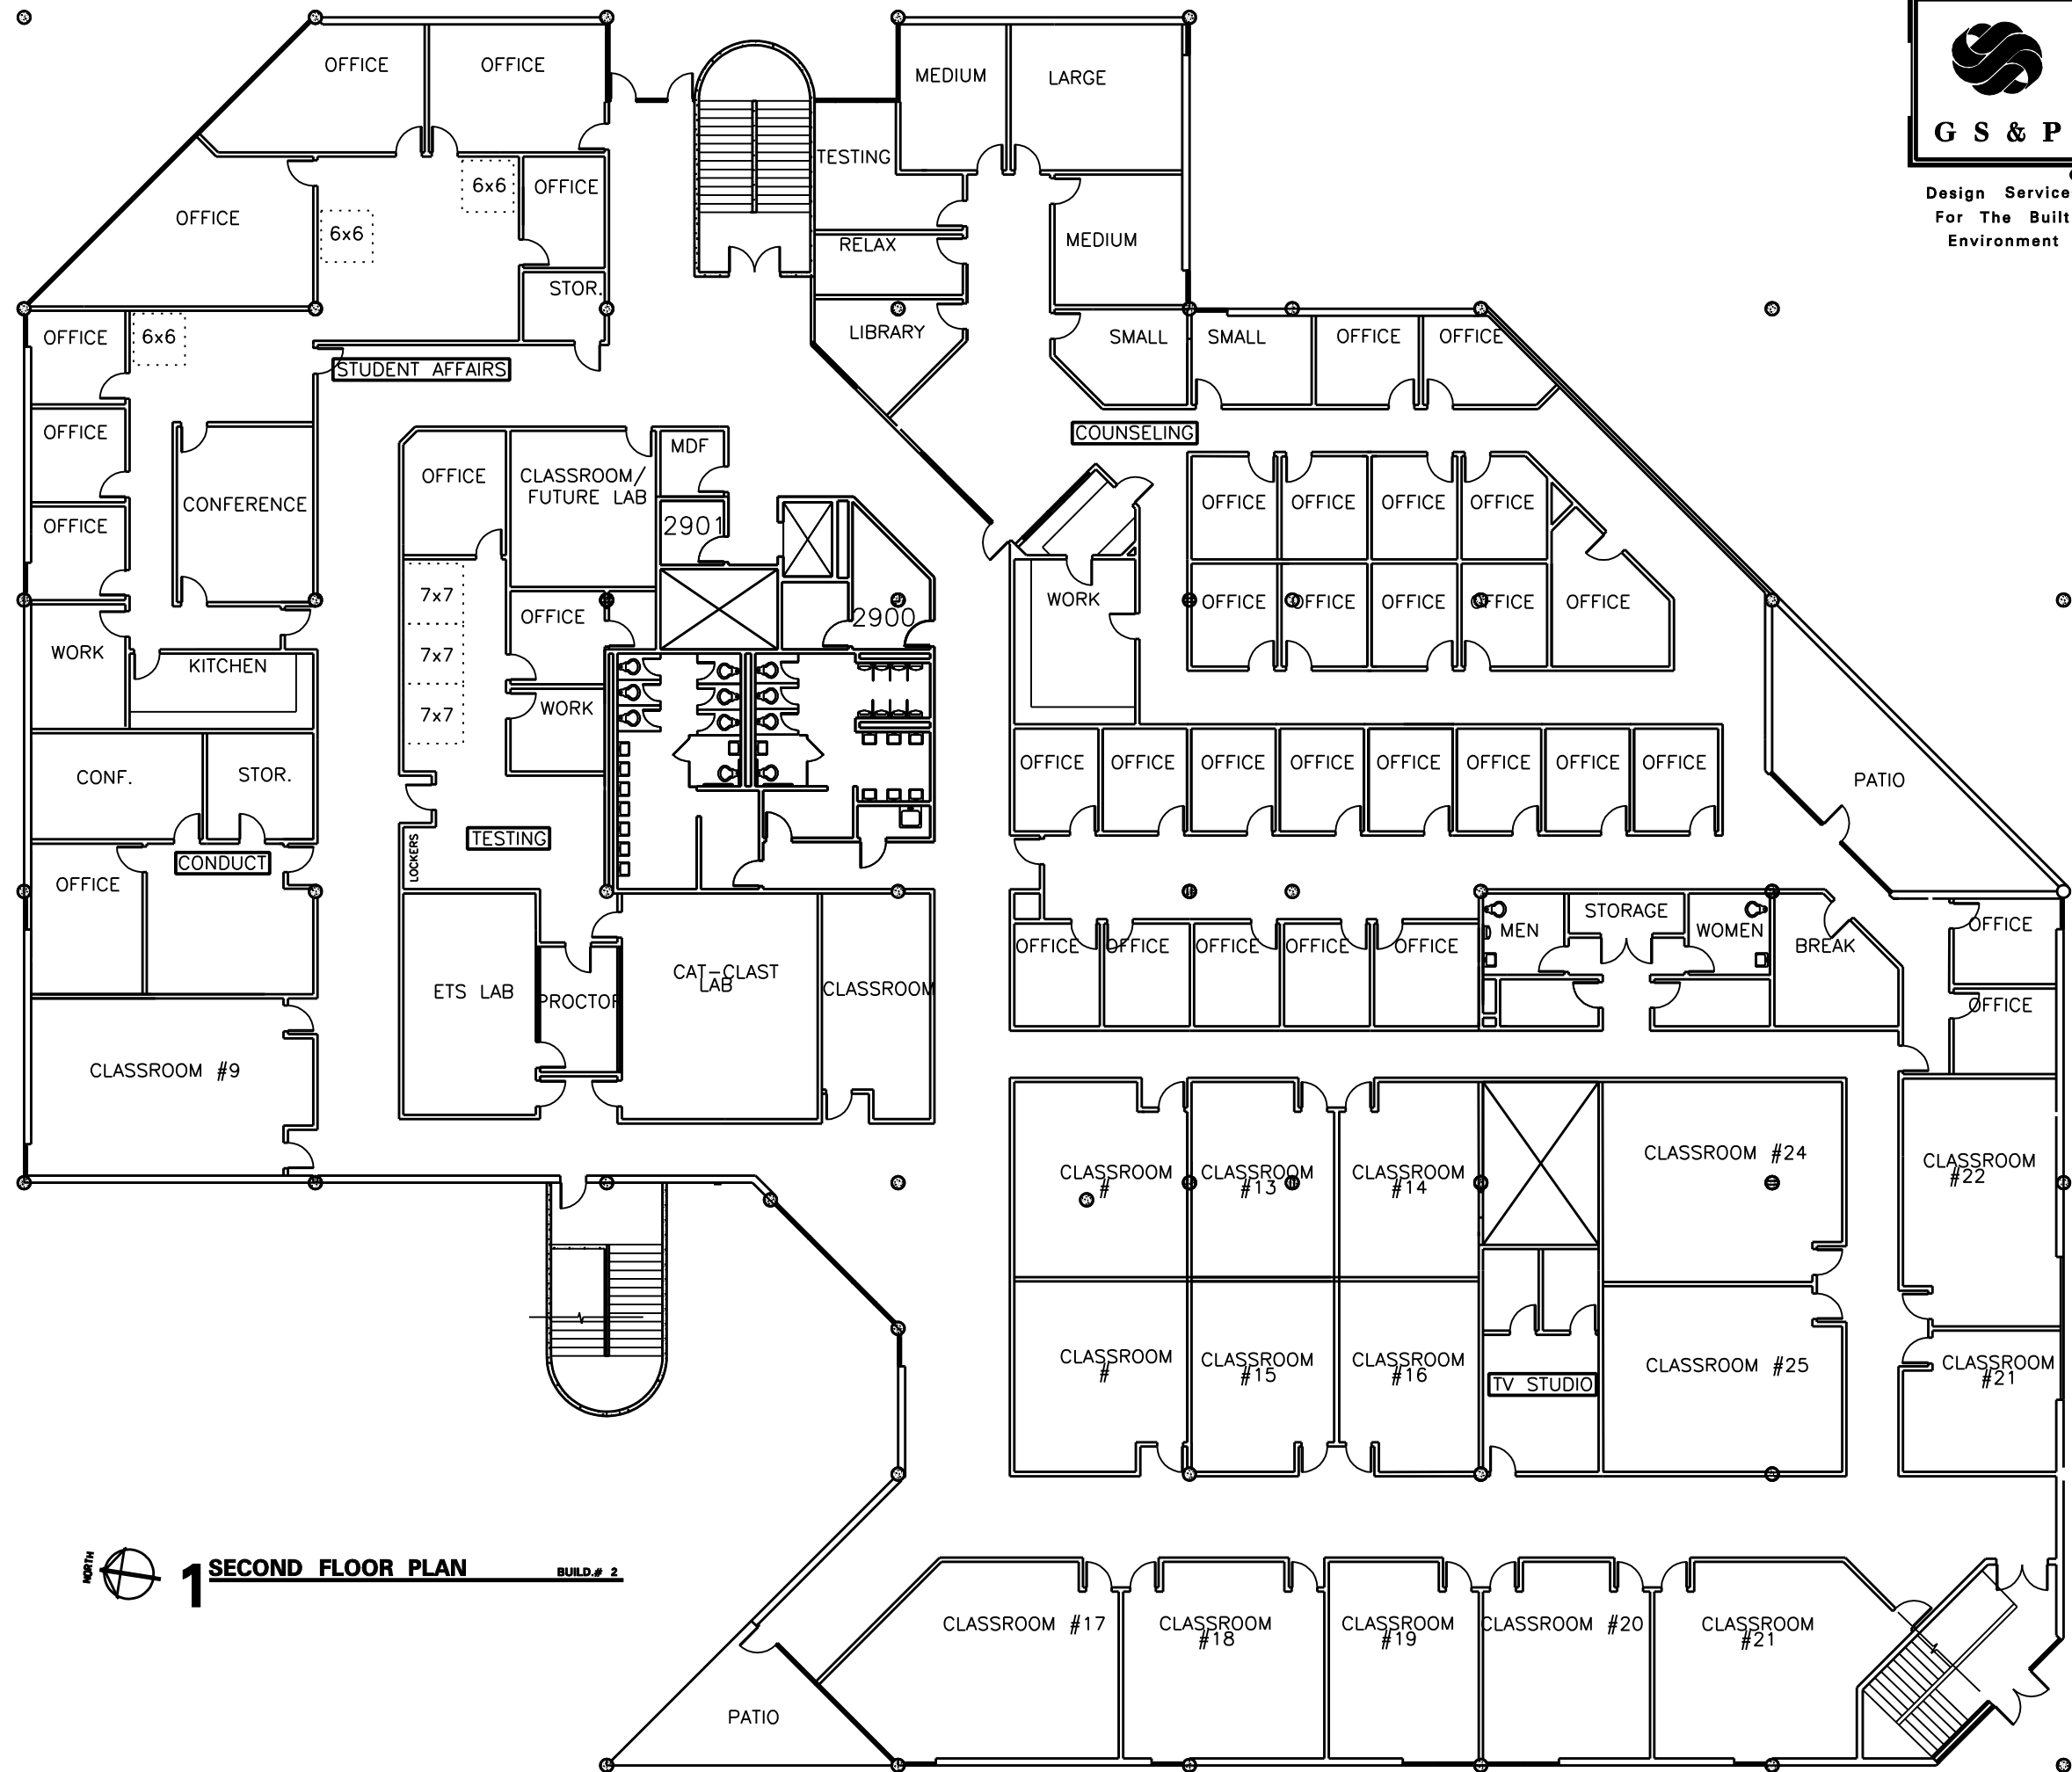 OFFICE
OFFICE
MEDIUM
LARGE
G S & P
TESTING
6x6
OFFICE
Design Service
OFFICE
For The Built
6x6
RELAX
MEDIUM
Environment
STOR.
OFFICE
6x6
LIBRARY
SMALL
SMALL
OFFICE
OFFICE
STUDENT AFFAIRS
OFFICE
COUNSELING
MDF
OFFICE
CLASSROOM/
FUTURE LAB
CONFERENCE
OFFICE
OFFICE
OFFICE
OFFICE
OFFICE
2901
7x7
WORK
OFFICE
OFFICE
OFFICE
OFFICE
OFFICE
OFFICE
2900
WORK
7x7
KITCHEN
7x7
WORK
CONF.
STOR.
OFFICE
OFFICE
OFFICE
OFFICE
OFFICE
OFFICE
OFFICE
OFFICE
PATIO
TESTING
LOCKERS
CONDUCT
OFFICE
STORAGE
OFFICE
MEN
WOMEN
OFFICE
OFFICE
OFFICE
OFFICE
OFFICE
BREAK
CAT-CLAST
LAB
ETS LAB
PROCTOR
CLASSROOM
OFFICE
CLASSROOM #9
CLASSROOM
#
CLASSROOM
#13
CLASSROOM
#14
CLASSROOM #24
CLASSROOM
#22
CLASSROOM
#
CLASSROOM
#15
CLASSROOM
#16
TV STUDIO
CLASSROOM #25
CLASSROOM
#21
NORTH
1 SECOND FLOOR PLAN BUILD.# 2
CLASSROOM #17
CLASSROOM
#18
CLASSROOM
#19
CLASSROOM #20
CLASSROOM
#21
PATIO